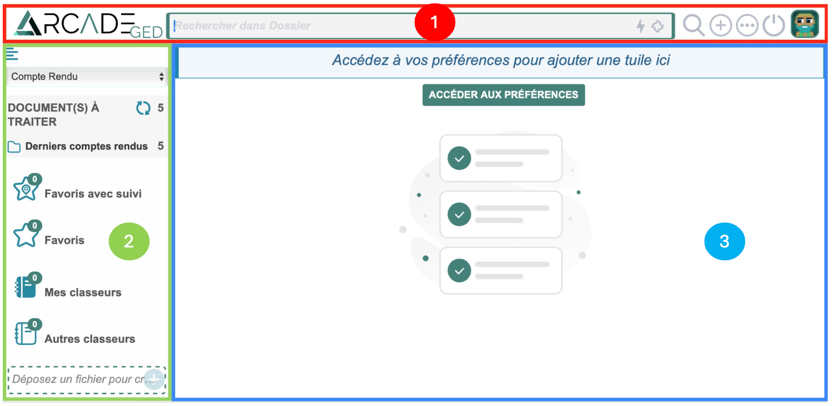 ARCADE GED
Rechercher dans Dossier
1
Compte Rendu
DOCUMENT(S) À
TRAITER
5
Derniers comptes rendus 5
0
Favoris avec suivi
0
Favoris
2
0
Mes classeurs
0
Autres classeurs
Déposez un fichier pour cr...
Accédez à vos préférences pour ajouter une tuile ici
ACCÉDER AUX PRÉFÉRENCES
3